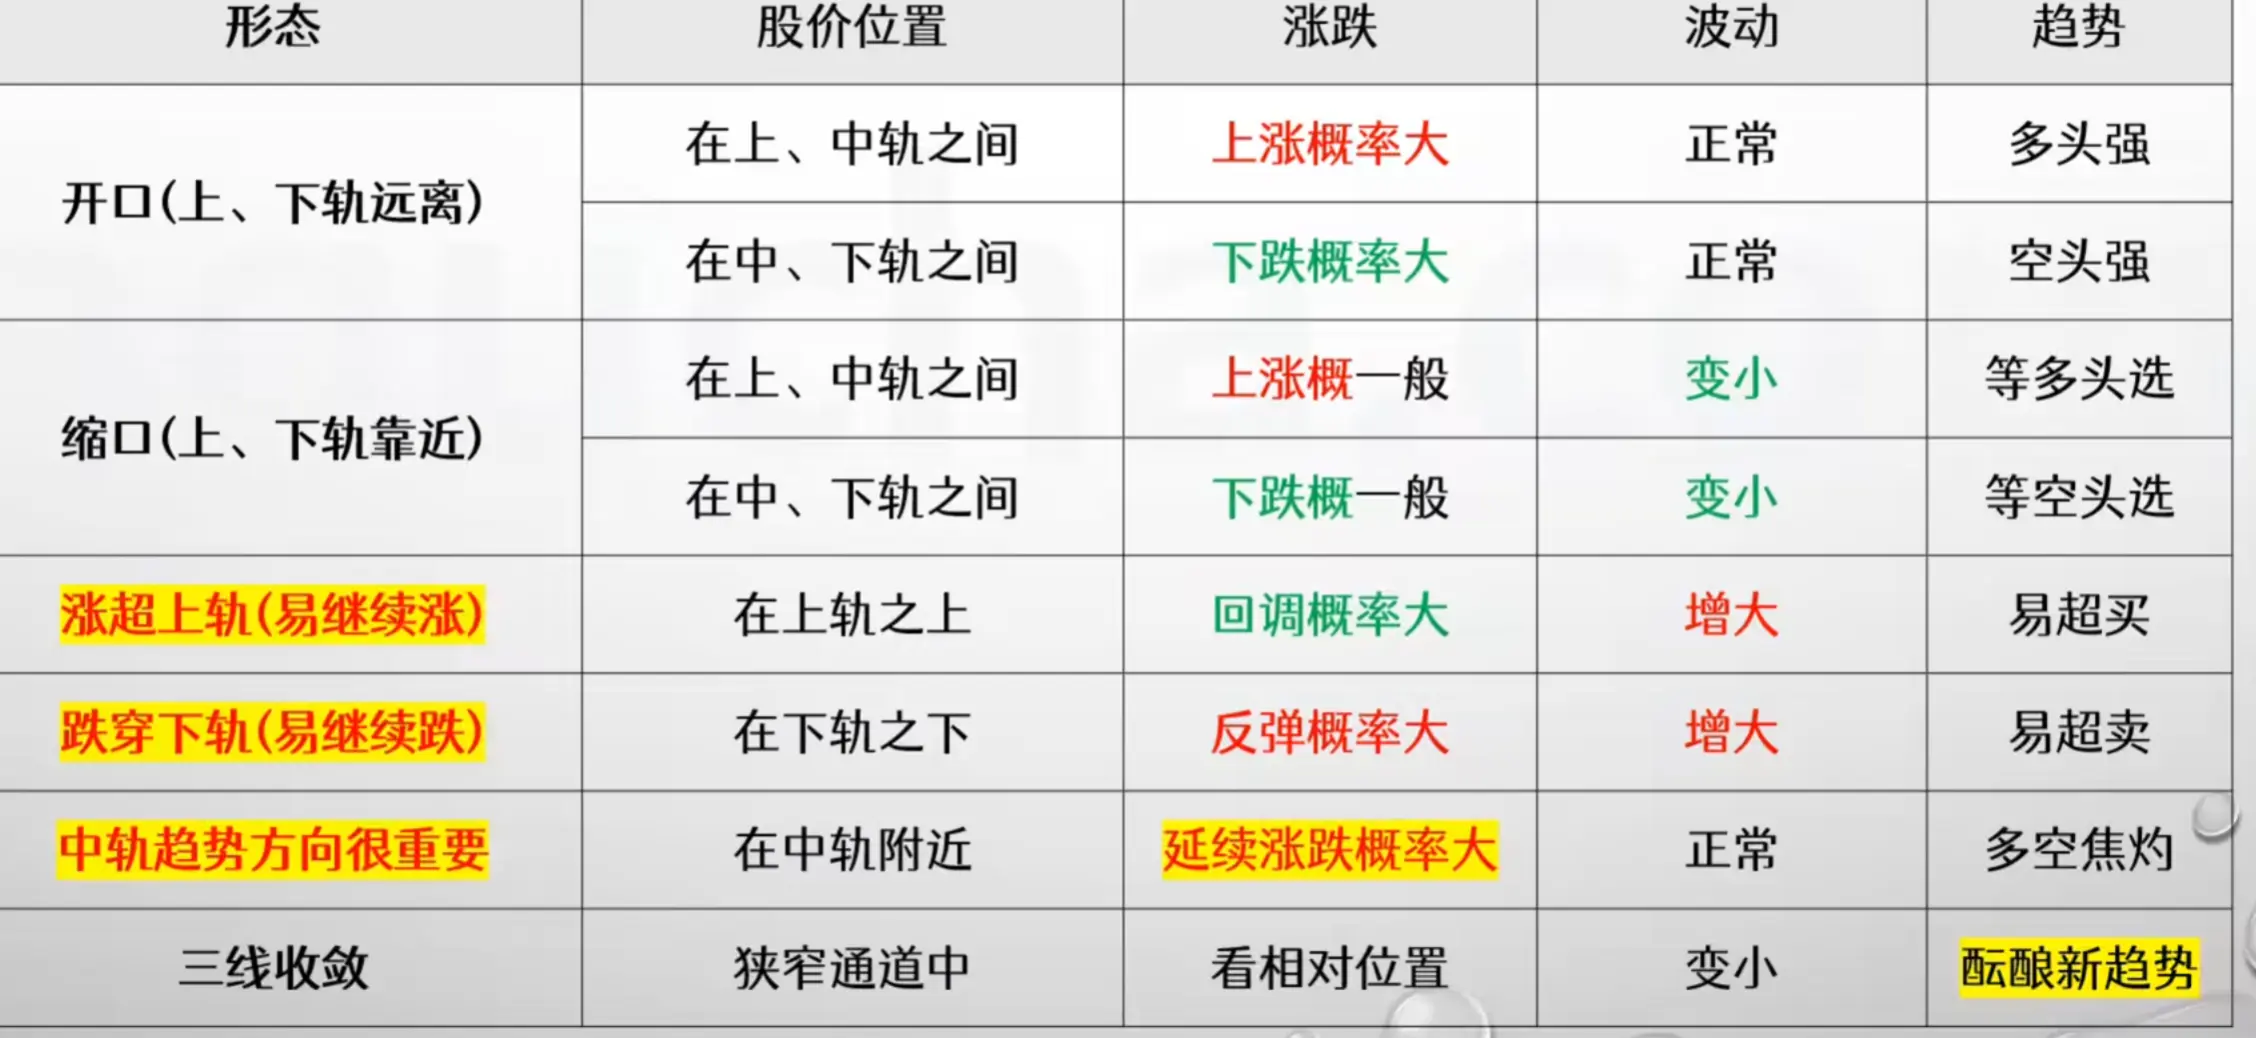 形态 股价位置 涨跌 波动 趋势
开口(上、下轨远离) 在上、中轨之间 上涨概率大 正常 多头强
在中、下轨之间 下跌概率大 正常 空头强
缩口(上、下轨靠近) 在上、中轨之间 上涨概一般 变小 等多头选
在中、下轨之间 下跌概一般 变小 等空头选
涨超上轨(易继续涨) 在上轨之上 回调概率大 增大 易超买
跌穿下轨(易继续跌) 在下轨之下 反弹概率大 增大 易超卖
中轨趋势方向很重要 在中轨附近 延续涨跌概率大 正常 多空焦灼
三线收敛 狭窄通道中 看相对位置 变小 酝酿新趋势